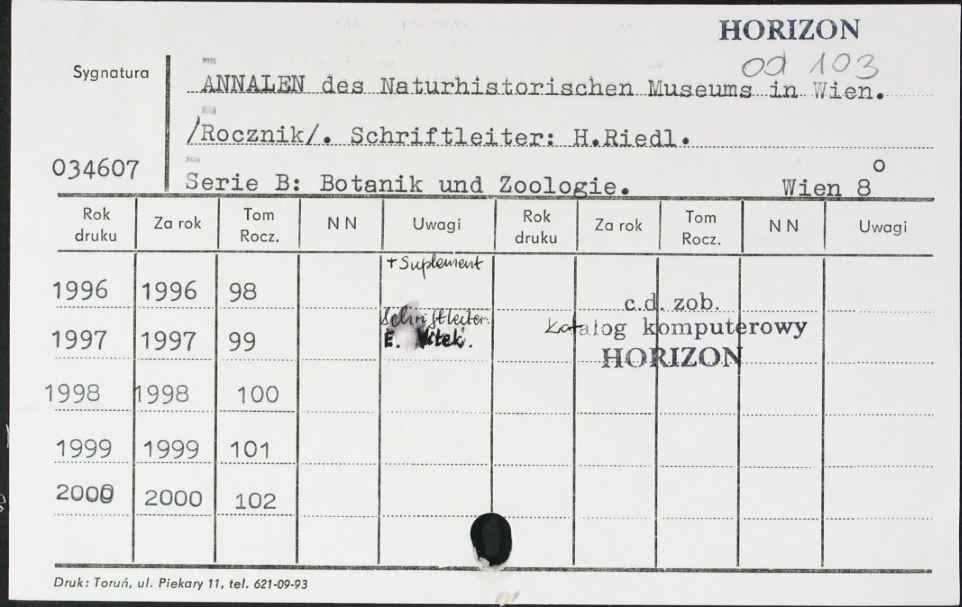 HORIZON
od 103
Sygnatura
ANNALEN des Naturhistorischen Museums in Wien.
/Rocznik/. Schriftleiter: H.Riedl.
034607
Serie B: Botanik und Zoologie. Wien 8°
Rok druku Za rok Tom Rocz. N N Uwagi Rok druku Za rok Tom Rocz. N N Uwagi
+ Suplement
1996 1996 98
c.d. zob.
Schriftleiter:
Katalog komputerowy
1997 1997 99 E. Vitek.
HORIZON
1998 1998 100
1999 1999 101
2000 2000 102
Druk: Toruń, ul. Piekary 11, tel. 621-09-93